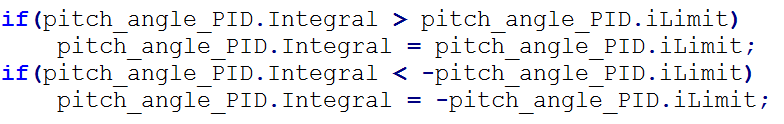 if(pitch_angle_PID.Integral > pitch_angle_PID.iLimit)
    pitch_angle_PID.Integral = pitch_angle_PID.iLimit;
if(pitch_angle_PID.Integral < -pitch_angle_PID.iLimit)
    pitch_angle_PID.Integral = -pitch_angle_PID.iLimit;